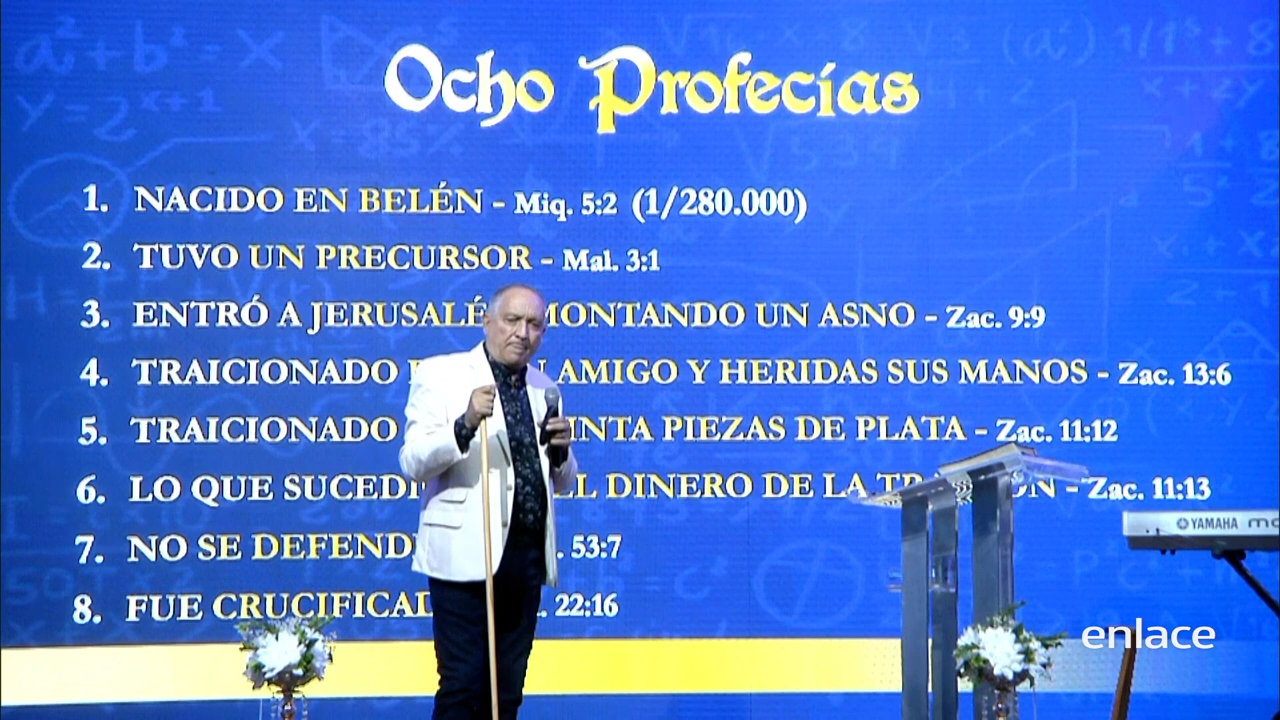 Ocho Profecías
1. NACIDO EN BELÉN - Miq. 5:2 (1/280.000)
2. TUVO UN PRECURSOR - Mal. 3:1
3. ENTRÓ A JERUSALÉ MONTANDO UN ASNO - Zac. 9:9
4. TRAICIONADO AMIGO Y HERIDAS SUS MANOS - Zac. 13:6
5. TRAICIONADO INTA PIEZAS DE PLATA - Zac. 11:12
6. LO QUE SUCEDI EL DINERO DE LA - Zac. 11:13
7. NO SE DEFEND . 53:7
8. FUE CRUCIFICAD . 22:16
YAMAHA
enlace